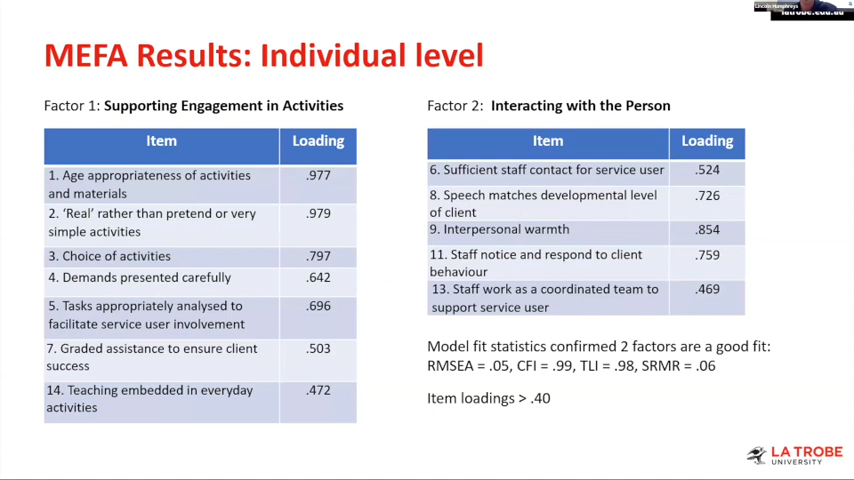 Lincoln Humphreys
latrobe.edu.au
MEFA Results: Individual level
Factor 1: Supporting Engagement in Activities
Item Loading
1. Age appropriateness of activities
and materials .977
2. ‘Real’ rather than pretend or very
simple activities .979
3. Choice of activities .797
4. Demands presented carefully .642
5. Tasks appropriately analysed to
facilitate service user involvement .696
7. Graded assistance to ensure client
success .503
14. Teaching embedded in everyday
activities .472
Factor 2: Interacting with the Person
Item Loading
6. Sufficient staff contact for service user .524
8. Speech matches developmental level
of client .726
9. Interpersonal warmth .854
11. Staff notice and respond to client
behaviour .759
13. Staff work as a coordinated team to
support service user .469
Model fit statistics confirmed 2 factors are a good fit:
RMSEA = .05, CFI = .99, TLI = .98, SRMR = .06
Item loadings > .40
LA TROBE
UNIVERSITY